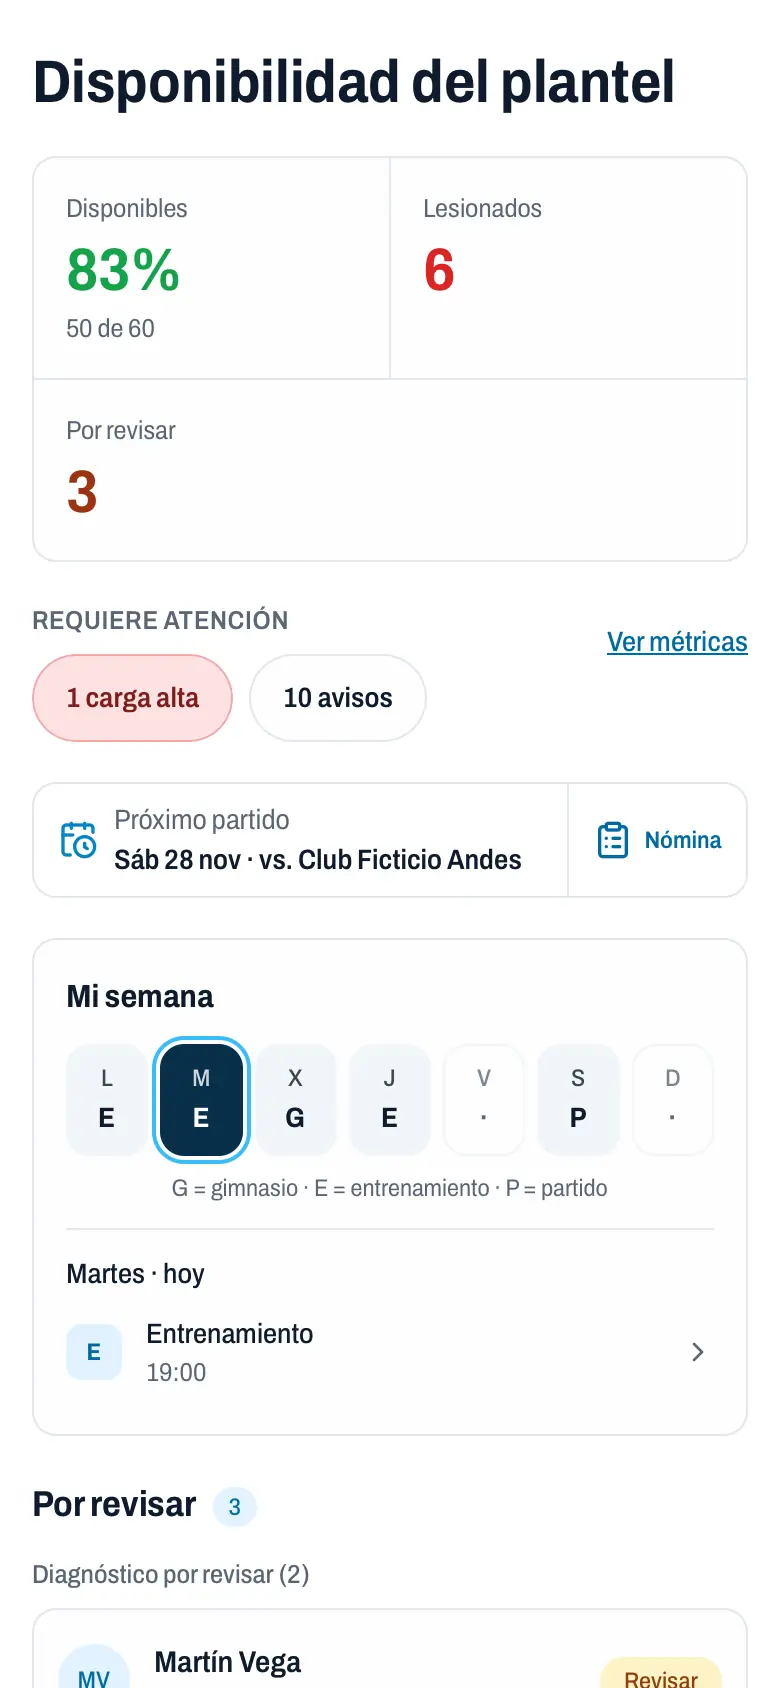 Disponibilidad del plantel
Disponibles
83%
50 de 60
Lesionados
6
Por revisar
3
REQUIERE ATENCIÓN
Ver métricas
1 carga alta
10 avisos
Próximo partido
Sáb 28 nov · vs. Club Ficticio Andes
Nómina
Mi semana
L M X J V S D
E E G E · P ·
G = gimnasio · E = entrenamiento · P = partido
Martes · hoy
E
Entrenamiento
19:00
Por revisar 3
Diagnóstico por revisar (2)
MV
Martín Vega
Revisar